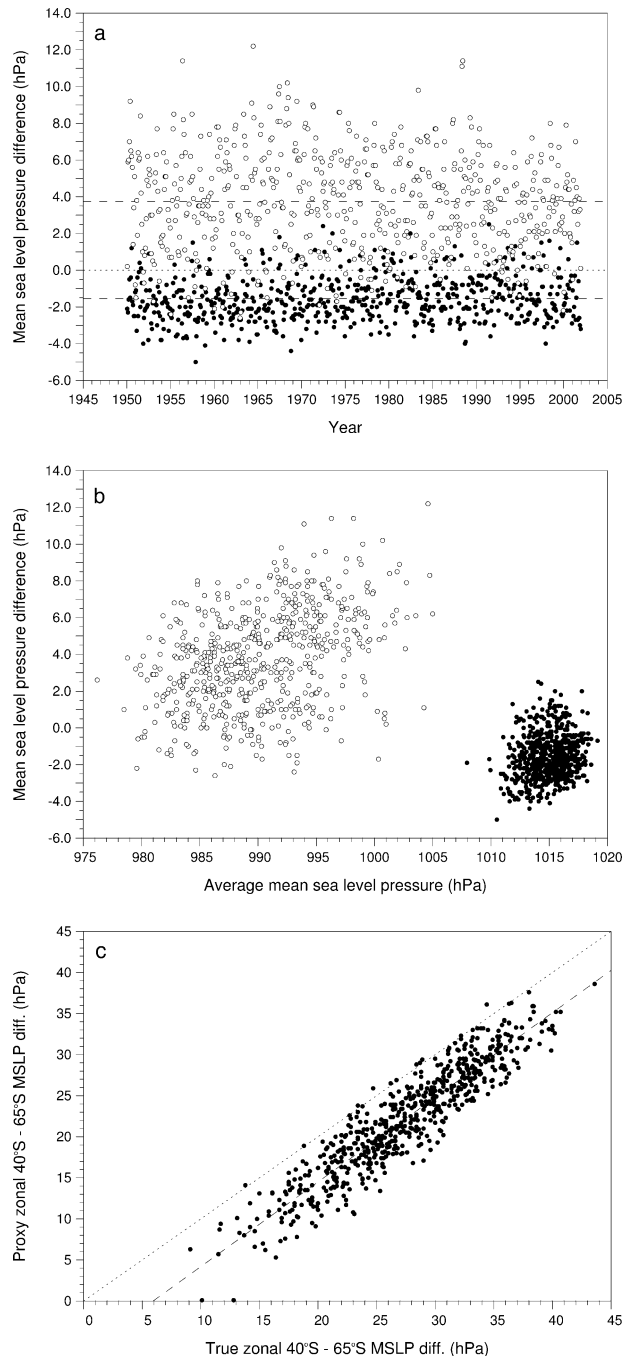 14.0
12.0
10.0
8.0
6.0
4.0
2.0
0.0
-2.0
-4.0
-6.0
Mean sea level pressure difference (hPa)
a
1945 1950 1955 1960 1965 1970 1975 1980 1985 1990 1995 2000 2005
Year
14.0
12.0
10.0
8.0
6.0
4.0
2.0
0.0
-2.0
-4.0
-6.0
Mean sea level pressure difference (hPa)
b
975 980 985 990 995 1000 1005 1010 1015 1020
Average mean sea level pressure (hPa)
45
40
35
30
25
20
15
10
5
0
Proxy zonal 40°S - 65°S MSLP diff. (hPa)
c
0 5 10 15 20 25 30 35 40 45
True zonal 40°S - 65°S MSLP diff. (hPa)